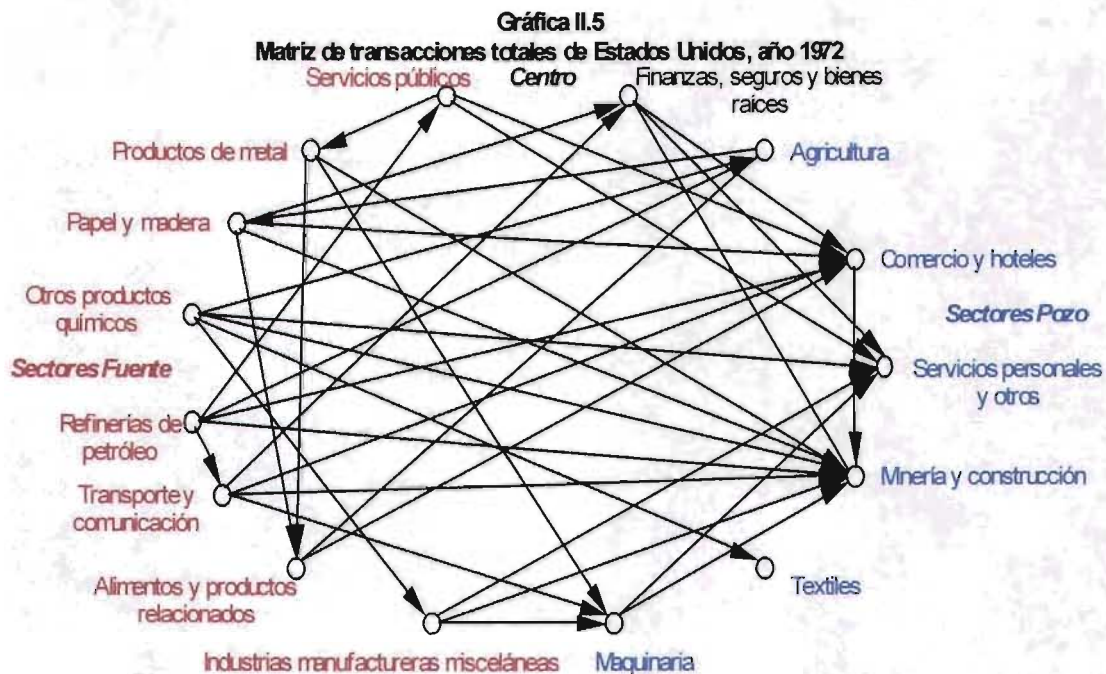 Gráfica II.5
Matriz de transacciones totales de Estados Unidos, año 1972
Servicios públicos
Centro
Finanzas, seguros y bienes
raíces
Productos de metal
Agricultura
Papel y madera
Comercio y hoteles
Otros productos
químicos
Sectores Pozo
Sectores Fuente
Servicios personales
y otros
Refinerías de
petróleo
Transporte y
comunicación
Minería y construcción
Alimentos y productos
relacionados
Textiles
Industrias manufactureras misceláneas
Maquinaria